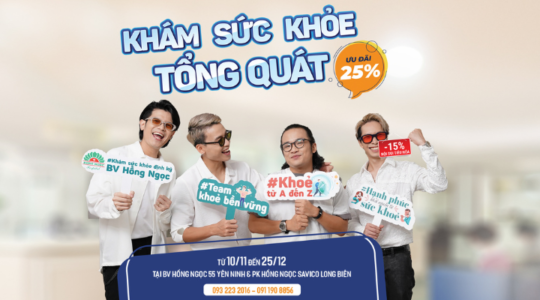 KHÁM SỨC KHỎE
TỔNG QUÁT
ƯU ĐÃI
25%
#Khám sức khỏe định kỳ
BV Hồng Ngọc
#Team
khoẻ bền vững
#Khoẻ
từ A đến Z
-15%
#Hạnh phúc
sức khoẻ
TỪ 10/11 ĐẾN 25/12
TẠI BV HỒNG NGỌC 55 YÊN NINH & PK HỒNG NGỌC SAVICO LONG BIÊN
093 223 2016 – 091 190 8856